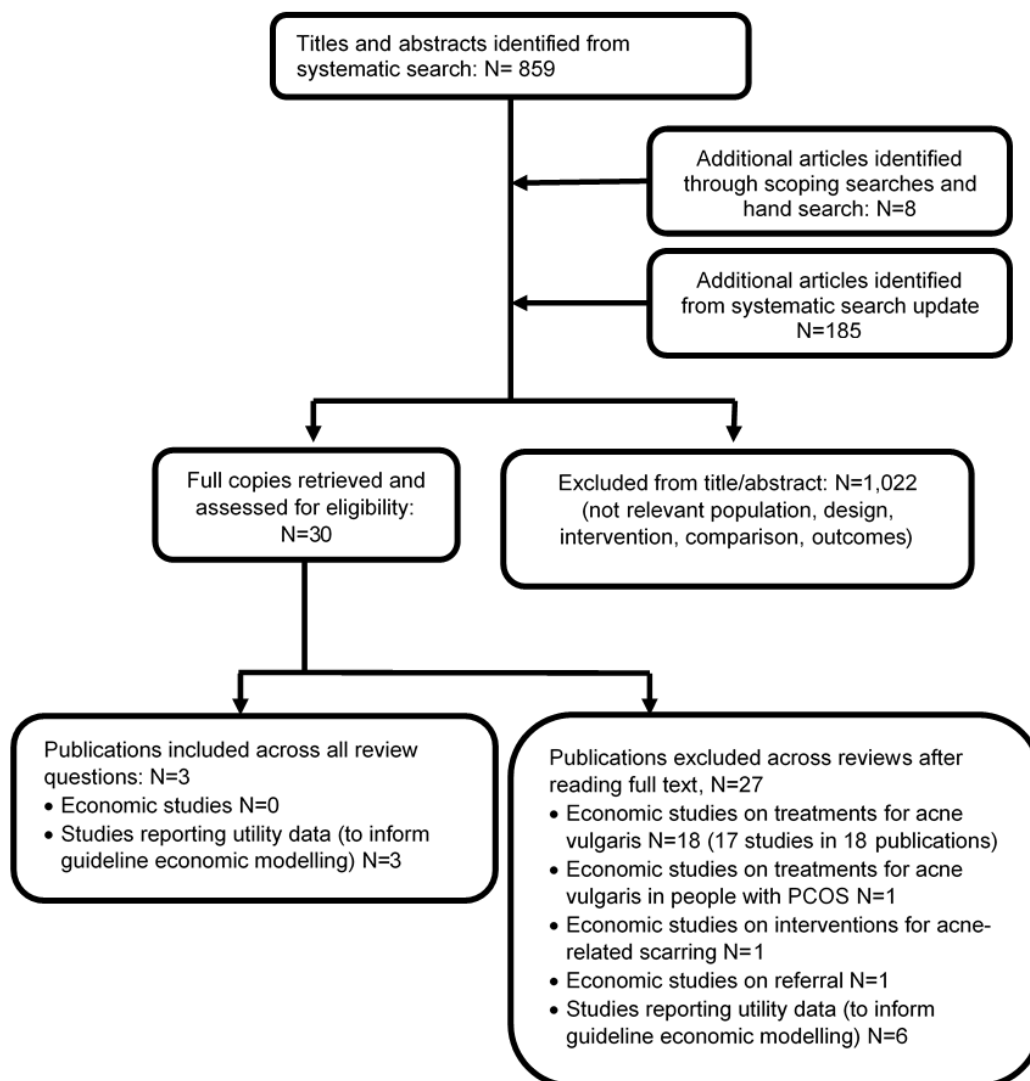 Titles and abstracts identified from
systematic search: N= 859
Additional articles identified
through scoping searches and
hand search: N=8
Additional articles identified
from systematic search update
N=185
Full copies retrieved and
assessed for eligibility:
N=30
Excluded from title/abstract: N=1,022
(not relevant population, design,
intervention, comparison, outcomes)
Publications included across all review
questions: N=3
• Economic studies N=0
• Studies reporting utility data (to inform
guideline economic modelling) N=3
Publications excluded across reviews after
reading full text, N=27
• Economic studies on treatments for acne
vulgaris N=18 (17 studies in 18 publications)
• Economic studies on treatments for acne
vulgaris in people with PCOS N=1
• Economic studies on interventions for acne-
related scarring N=1
• Economic studies on referral N=1
• Studies reporting utility data (to inform
guideline economic modelling) N=6